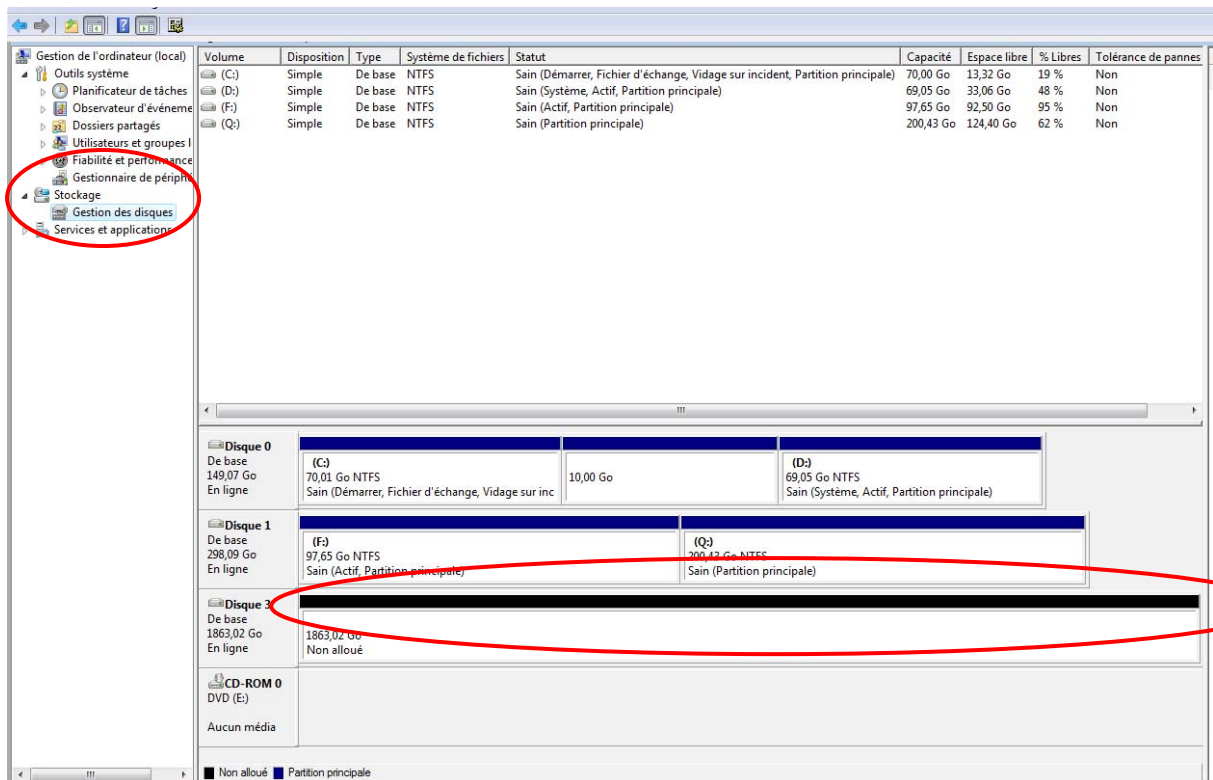 Gestion de l'ordinateur (local)
Outils système
Planificateur de tâches
Observateur d'événeme
Dossiers partagés
Utilisateurs et groupes l
Fiabilité et performance
Gestionnaire de périphé
Stockage
Gestion des disques
Services et applications
Volume Disposition Type Système de fichiers Statut Capacité Espace libre % Libres Tolérance de pannes
(C:) Simple De base NTFS Sain (Démarrer, Fichier d'échange, Vidage sur incident, Partition principale) 70,00 Go 13,32 Go 19 % Non
(D:) Simple De base NTFS Sain (Système, Actif, Partition principale) 69,05 Go 33,06 Go 48 % Non
(F:) Simple De base NTFS Sain (Actif, Partition principale) 97,65 Go 92,50 Go 95 % Non
(Q:) Simple De base NTFS Sain (Partition principale) 200,43 Go 124,40 Go 62 % Non
Disque 0
De base
149,07 Go
En ligne
(C:)
70,01 Go NTFS
Sain (Démarrer, Fichier d'échange, Vidage sur inc
10,00 Go
(D:)
69,05 Go NTFS
Sain (Système, Actif, Partition principale)
Disque 1
De base
298,09 Go
En ligne
(F:)
97,65 Go NTFS
Sain (Actif, Partition principale)
(Q:)
200,43 Go NTFS
Sain (Partition principale)
Disque 3
De base
1863,02 Go
En ligne
1863,02 Go
Non alloué
CD-ROM 0
DVD (E:)
Aucun média
Non alloué Partition principale